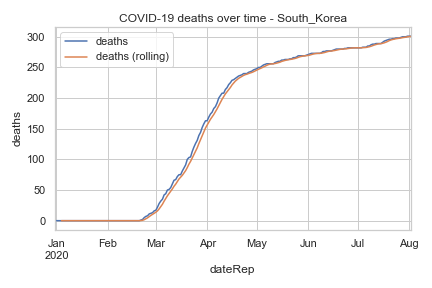 COVID-19 deaths over time - South_Korea
deaths
deaths (rolling)
300
250
200
150
100
50
0
deaths
Jan Feb Mar Apr May Jun Jul Aug
2020
dateRep